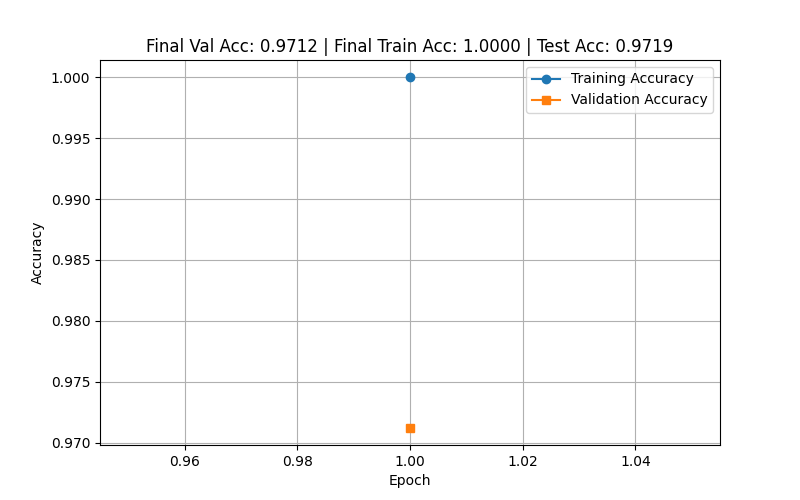 Final Val Acc: 0.9712 | Final Train Acc: 1.0000 | Test Acc: 0.9719
Training Accuracy
Validation Accuracy
1.000
0.995
0.990
0.985
0.980
0.975
0.970
Accuracy
0.96 0.98 1.00 1.02 1.04
Epoch